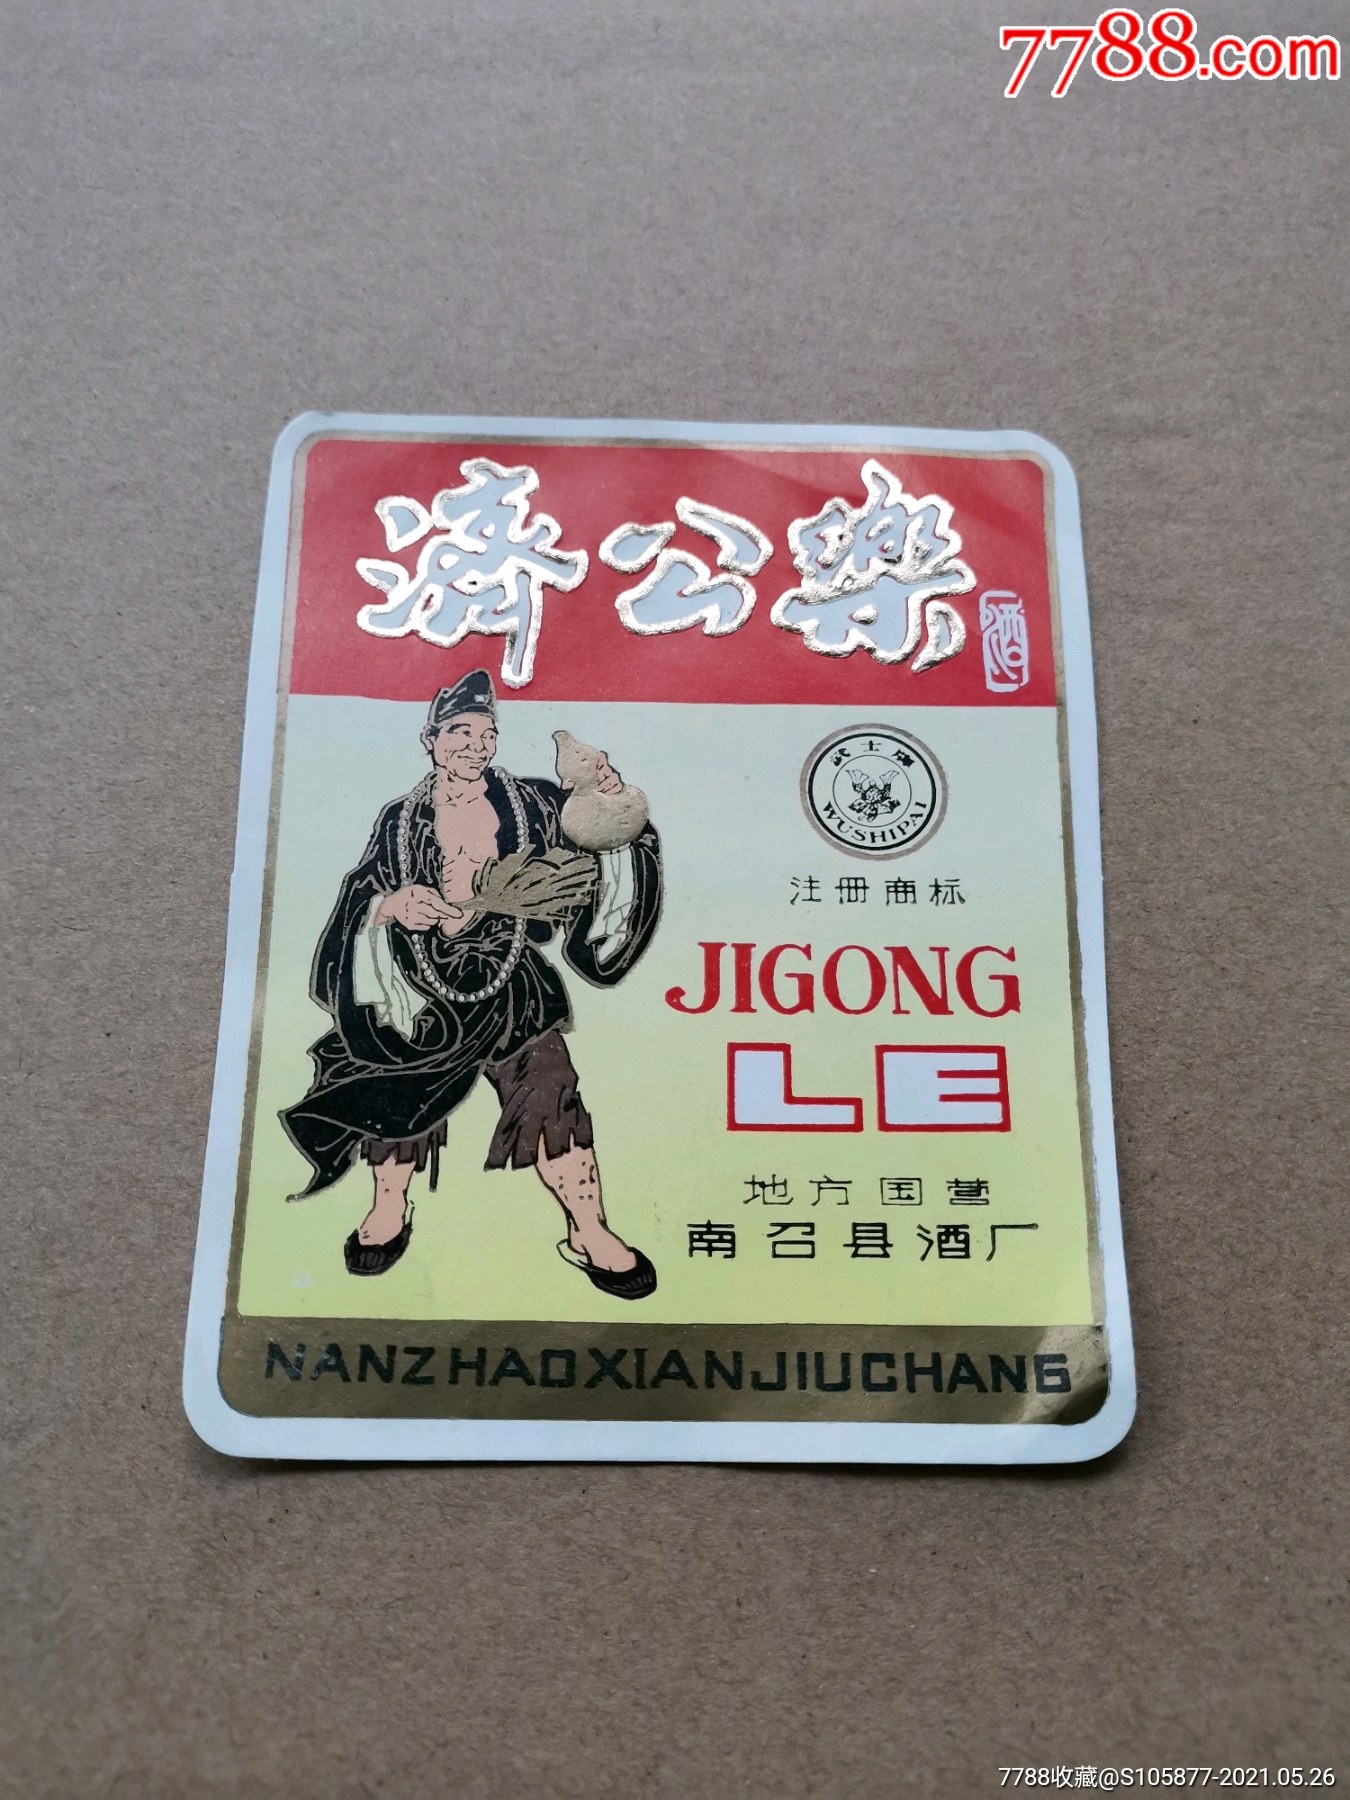 7788.com
濟公樂
酒
武士牌
WUSHIPAI
注册商标
JIGONG
LE
地方国营
南召县酒厂
NANZHAOXIANJIUCHANG
7788收藏@S105877-2021.05.26